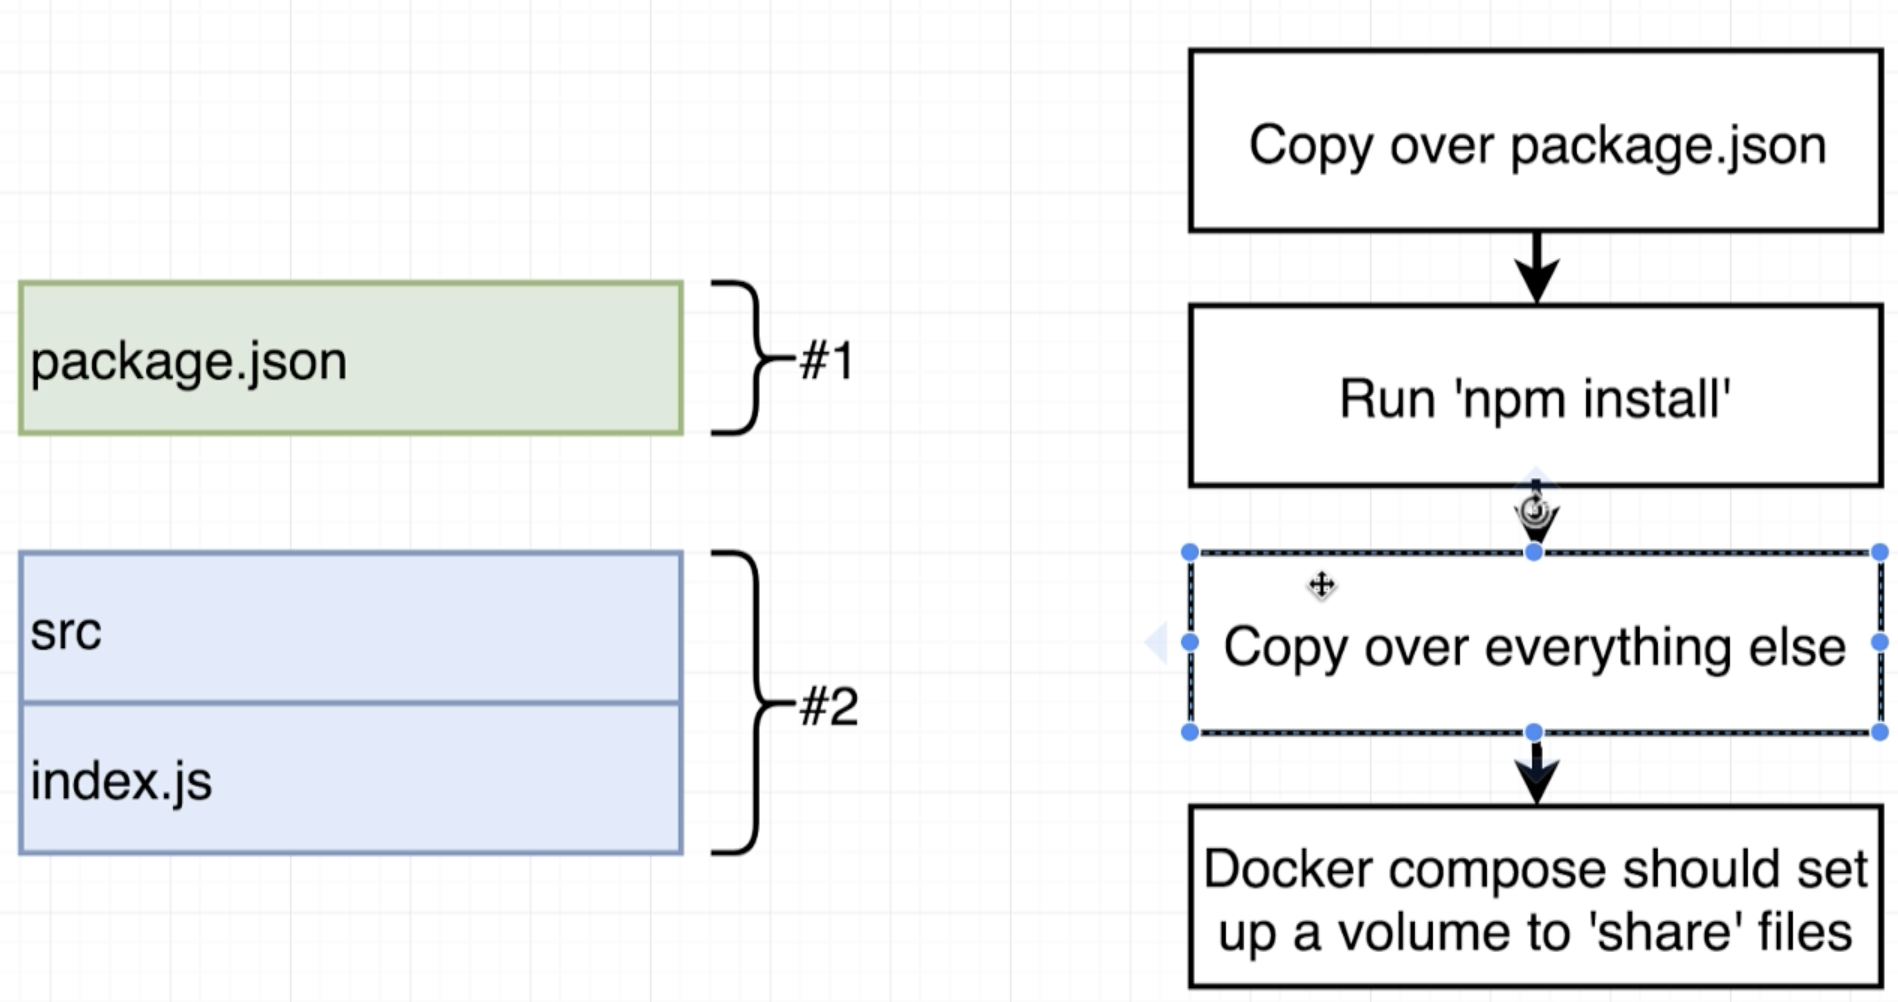 package.json
#1
src
index.js
#2
Copy over package.json
Run 'npm install'
Copy over everything else
Docker compose should set
up a volume to 'share' files